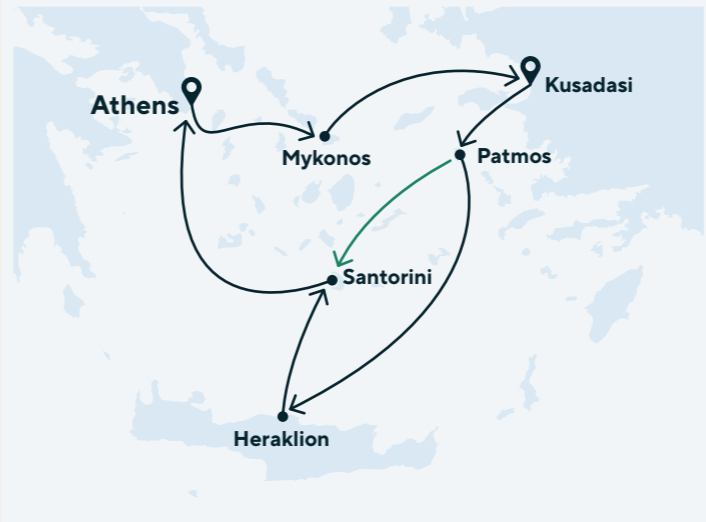 Athens
Kusadasi
Mykonos
Patmos
Santorini
Heraklion